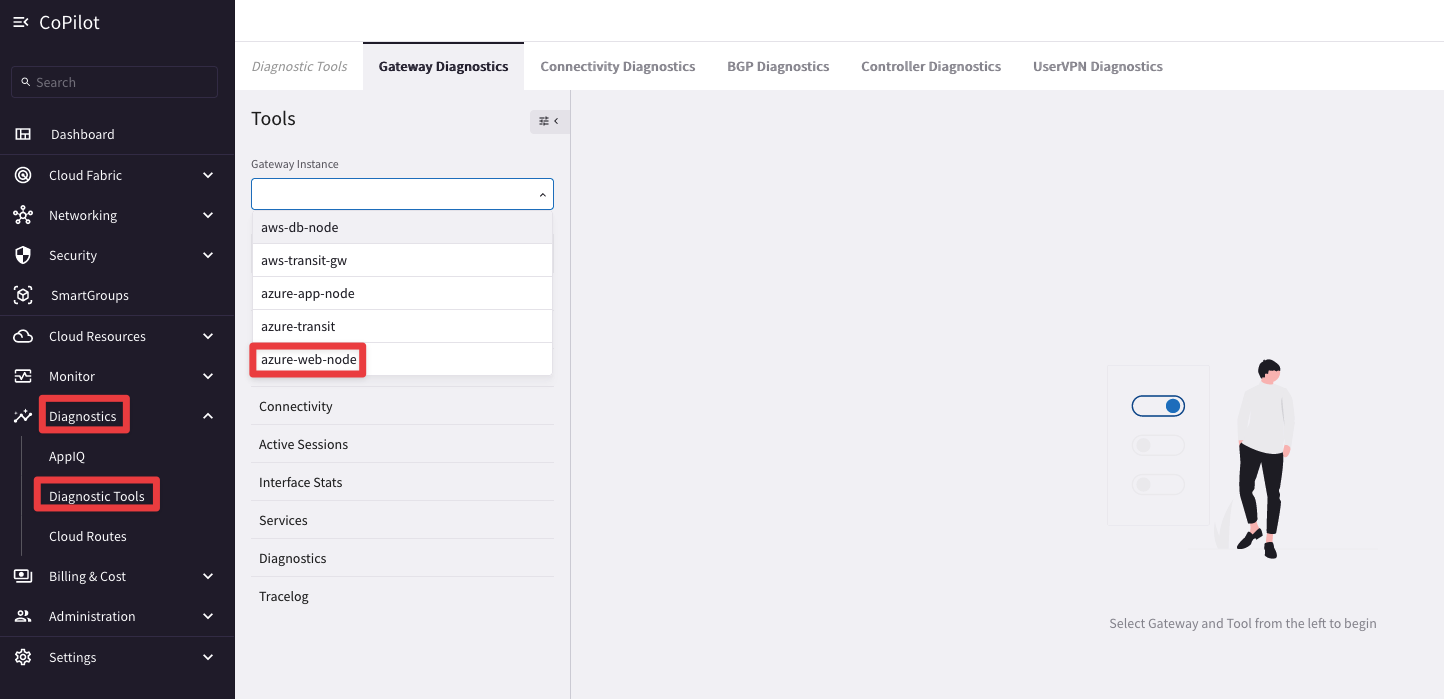 CoPilot
Search
Dashboard
Cloud Fabric
Networking
Security
SmartGroups
Cloud Resources
Monitor
Diagnostics
AppIQ
Diagnostic Tools
Cloud Routes
Billing & Cost
Administration
Settings
Diagnostic Tools
Gateway Diagnostics
Connectivity Diagnostics
BGP Diagnostics
Controller Diagnostics
UserVPN Diagnostics
Tools
Gateway Instance
aws-db-node
aws-transit-gw
azure-app-node
azure-transit
azure-web-node
Connectivity
Active Sessions
Interface Stats
Services
Diagnostics
Tracelog
Select Gateway and Tool from the left to begin